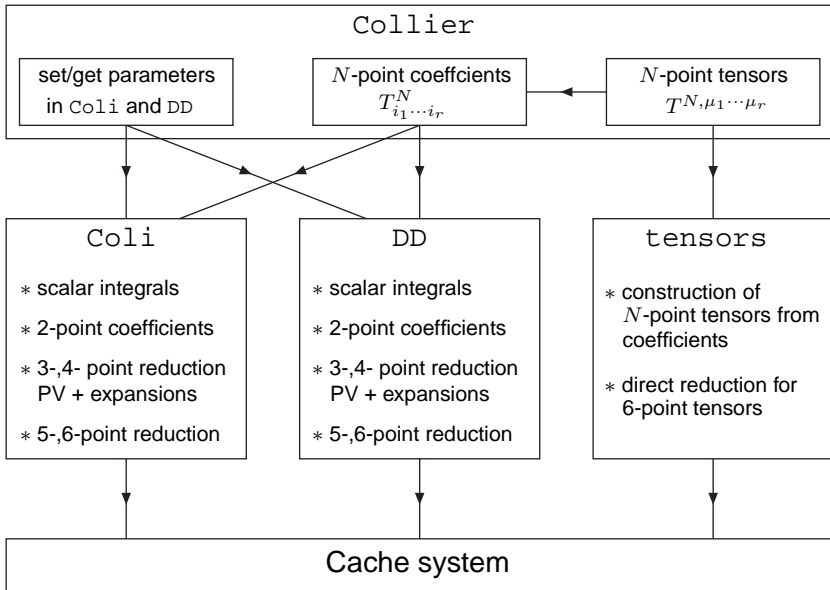 Collier
set/get parameters
in Coli and DD
N-point coeffcients
T^N_{i_1⋯i_r}
N-point tensors
T^{N,μ_1⋯μ_r}
Coli
∗ scalar integrals
∗ 2-point coefficients
∗ 3-,4- point reduction
PV + expansions
∗ 5-,6-point reduction
DD
∗ scalar integrals
∗ 2-point coefficients
∗ 3-,4- point reduction
PV + expansions
∗ 5-,6-point reduction
tensors
∗ construction of
N-point tensors from
coefficients
∗ direct reduction for
6-point tensors
Cache system